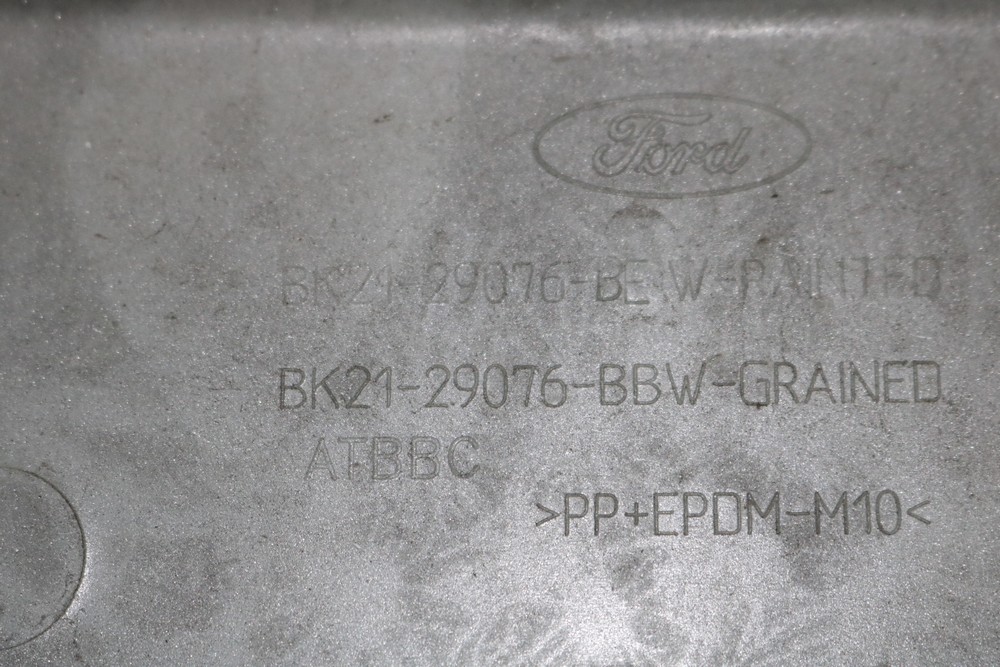 Ford
BK21-29076-BEW-PAINTED
BK21-29076-BBW-GRAINED
ATBBC
>PP+EPDM-M10<